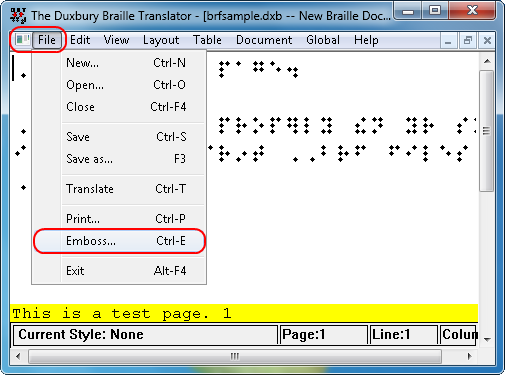 The Duxbury Braille Translator - [brfsample.dxb -- New Braille Doc...
File Edit View Layout Table Document Global Help
New... Ctrl-N
Open... Ctrl-O
Close Ctrl-F4
Save Ctrl-S
Save as... F3
Translate Ctrl-T
Print... Ctrl-P
Emboss... Ctrl-E
Exit Alt-F4
This is a test page. 1
Current Style: None Page:1 Line:1 Colun